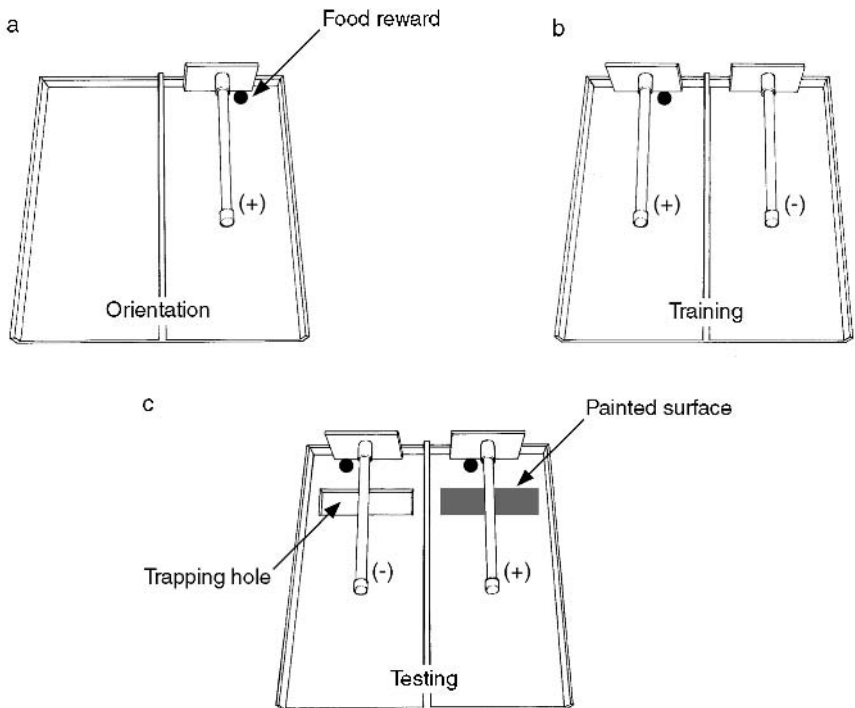 a
Food reward
(+)
Orientation
b
(+) (-)
Training
c
Painted surface
Trapping hole
(-) (+)
Testing